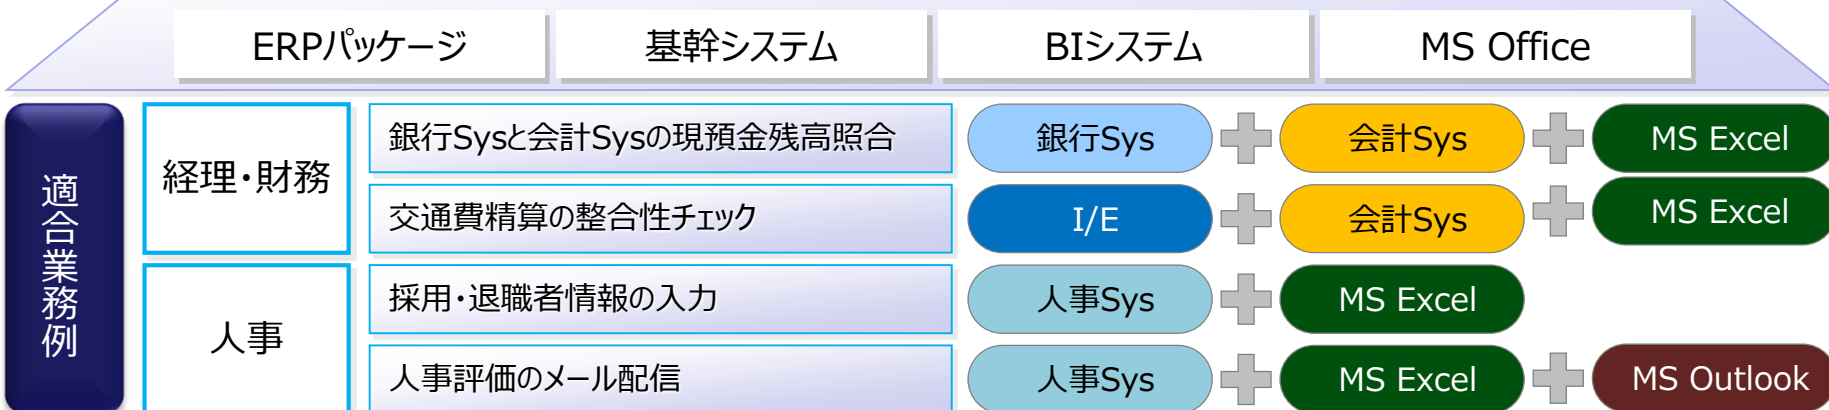 ERPパッケージ
基幹システム
BIシステム
MS Office
適合業務例
経理・財務
銀行Sysと会計Sysの現預金残高照合
銀行Sys
会計Sys
MS Excel
交通費精算の整合性チェック
I/E
会計Sys
MS Excel
人事
採用・退職者情報の入力
人事Sys
MS Excel
人事評価のメール配信
人事Sys
MS Excel
MS Outlook